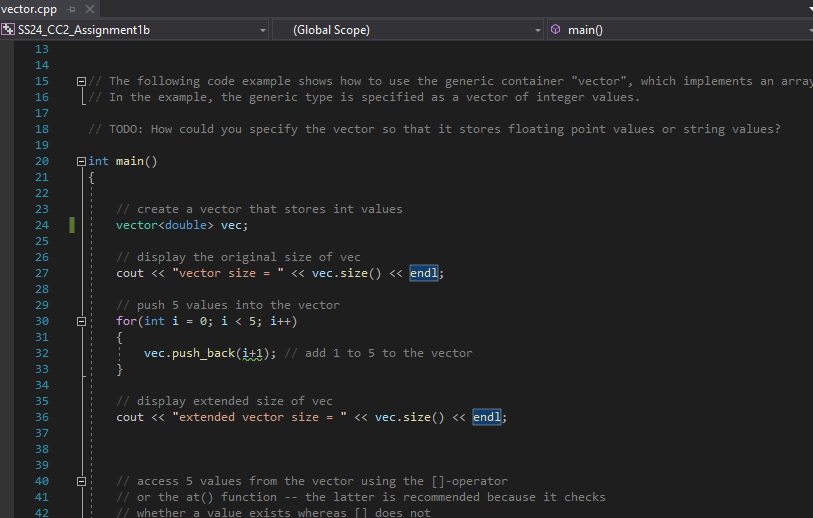 vector.cpp
SS24_CC2_Assignment1b (Global Scope) main()
13
14
15 // The following code example shows how to use the generic container "vector", which implements an array
16 // In the example, the generic type is specified as a vector of integer values.
17
18 // TODO: How could you specify the vector so that it stores floating point values or string values?
19
20 int main()
21 {
22
23 // create a vector that stores int values
24 vector<double> vec;
25
26 // display the original size of vec
27 cout << "vector size = " << vec.size() << endl;
28
29 // push 5 values into the vector
30 for(int i = 0; i < 5; i++)
31 {
32 vec.push_back(i+1); // add 1 to 5 to the vector
33 }
34
35 // display extended size of vec
36 cout << "extended vector size = " << vec.size() << endl;
37
38
39
40 // access 5 values from the vector using the []-operator
41 // or the at() function -- the latter is recommended because it checks
42 // whether a value exists whereas [] does not